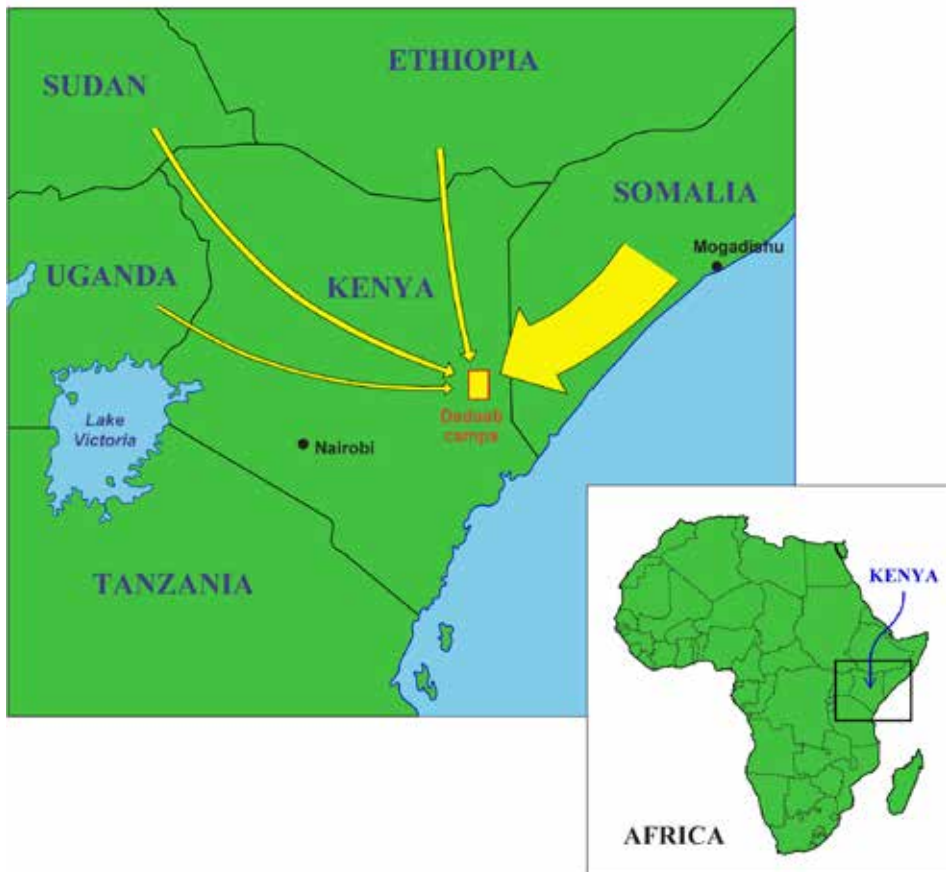 ETHIOPIA
SUDAN
SOMALIA
Mogadishu
UGANDA
KENYA
Lake
Victoria
Dadaab
camps
Nairobi
TANZANIA
KENYA
AFRICA